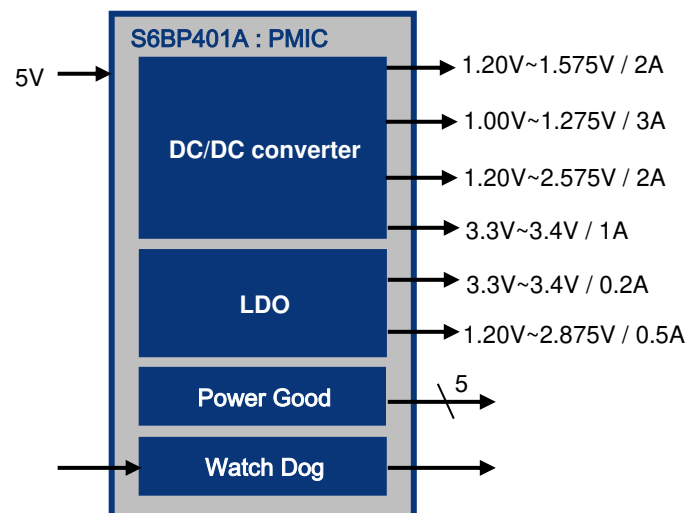 S6BP401A : PMIC
5V
DC/DC converter
1.20V~1.575V / 2A
1.00V~1.275V / 3A
1.20V~2.575V / 2A
3.3V~3.4V / 1A
LDO
3.3V~3.4V / 0.2A
1.20V~2.875V / 0.5A
Power Good
5
Watch Dog